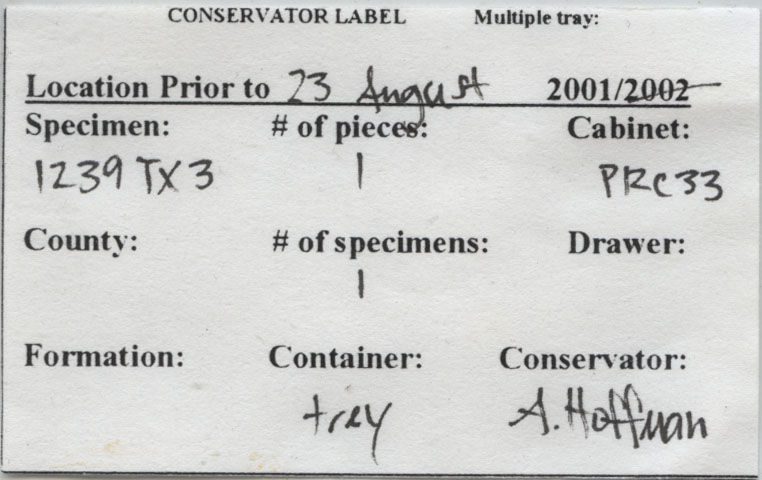 CONSERVATOR LABEL Multiple tray:
Location Prior to 23 August 2001/2002
Specimen: # of pieces: Cabinet:
1239 TX 3 1 PRC33
County: # of specimens: Drawer:
1
Formation: Container: Conservator:
tray A. Hoffman